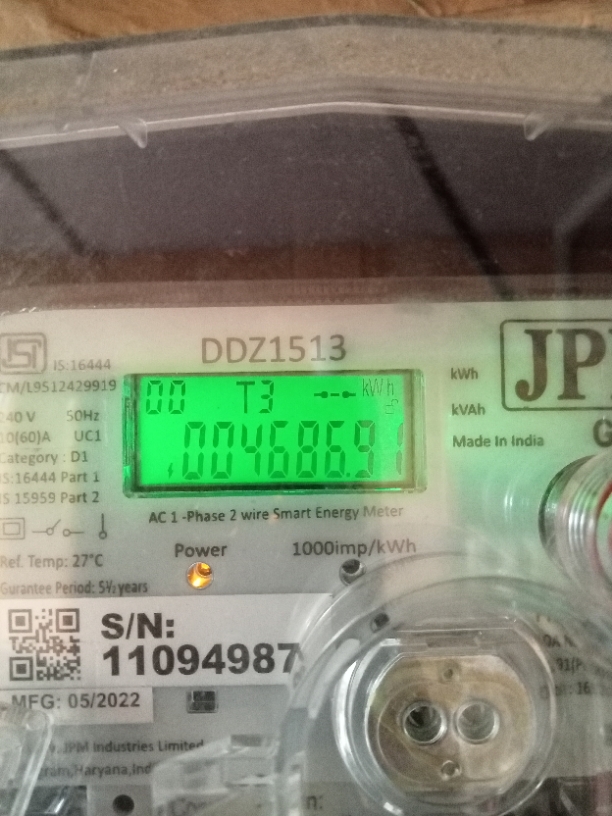 DDZ1513
IS:16444
CM/L9512429919
240 V 50Hz
10(60)A UC1
Category : D1
IS:16444 Part 1
IS 15959 Part 2
00 T3 kWh
004686.91
kWh
kVAh
JP
Made In India
G
AC 1 -Phase 2 wire Smart Energy Meter
Ref. Temp: 27°C
Power 1000imp/kWh
Gurantee Period: 5½ years
S/N:
11094987
MFG: 05/2022
JPM Industries Limited
Haryana,